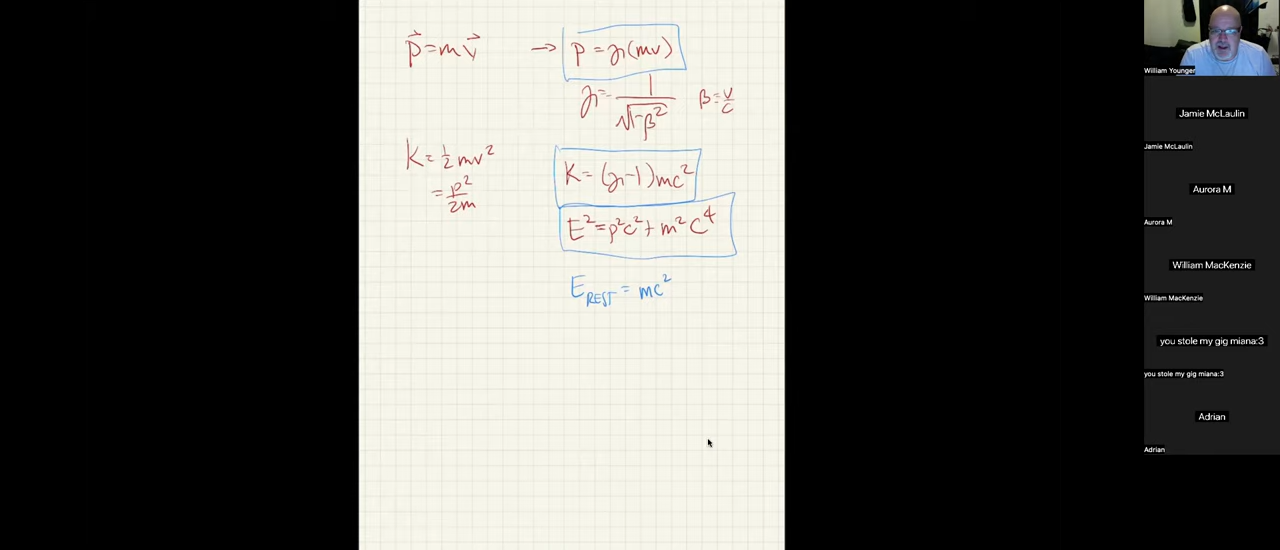 p⃗ = mv⃗ → p = γ(mv)
γ = 1/√(1-β²) β = v/c
K = ½mv²
= p²/2m
K = (γ-1)mc²
E² = p²c² + m²c⁴
E_REST = mc²
William Younger
Jamie McLaulin
Jamie McLaulin
Aurora M
Aurora M
William MacKenzie
William MacKenzie
you stole my gig miana:3
you stole my gig miana:3
Adrian
Adrian